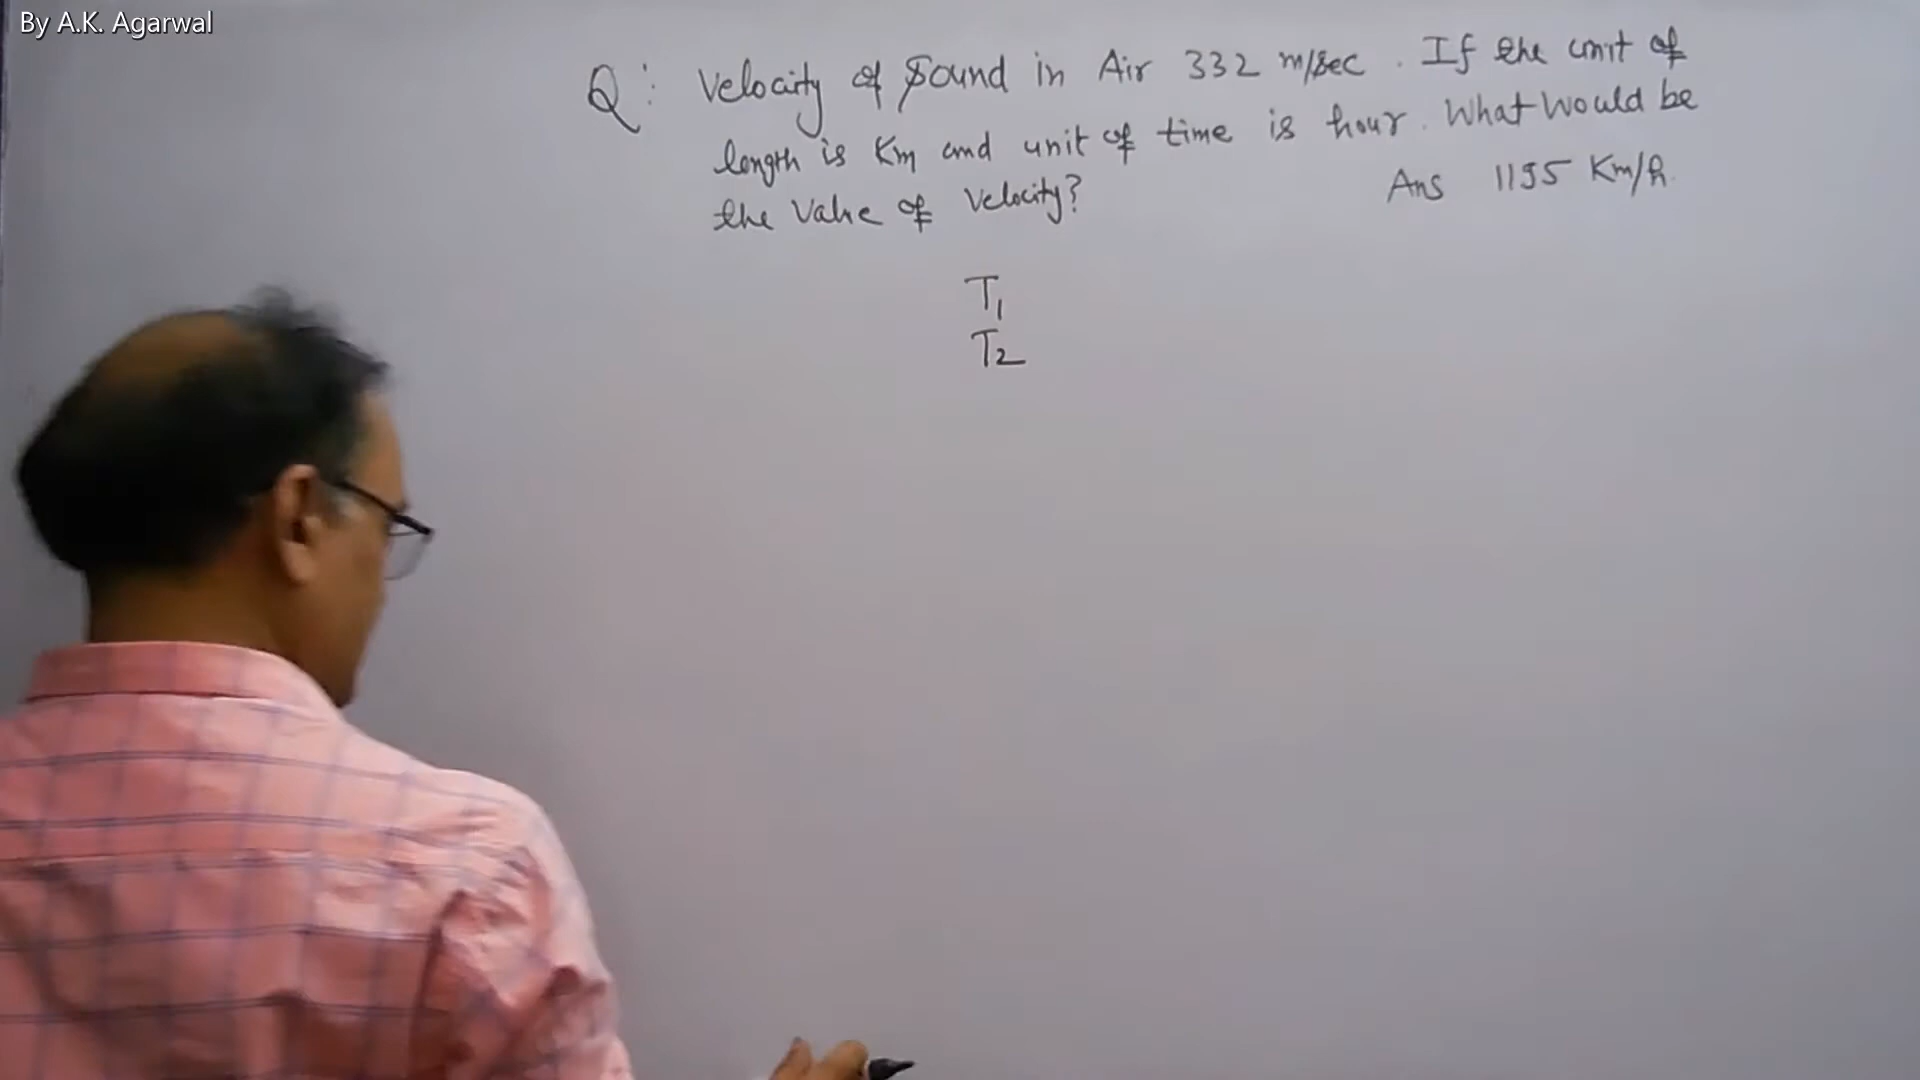 By A.K. Agarwal
Q: Velocity of Sound in Air 332 m/sec. If the unit of
length is Km and unit of time is hour. What Would be
the Value of Velocity?
Ans 1195 Km/h.
T1
T2